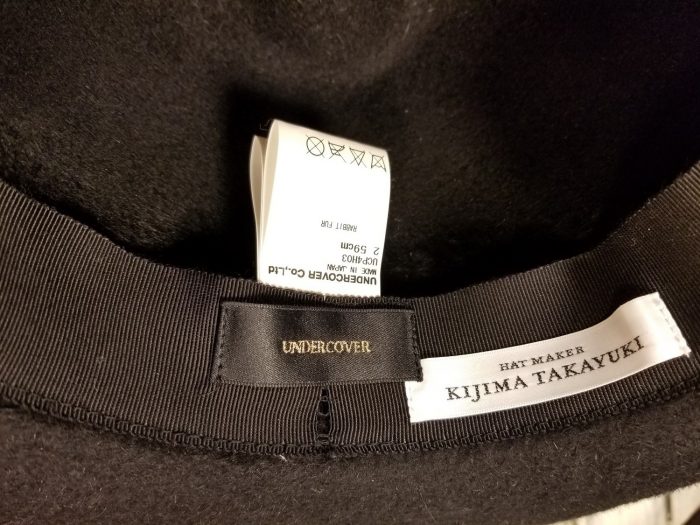 UNDERCOVER Co.,Ltd
MADE IN JAPAN
UCP4H03
2 59cm
RABBIT FUR
UNDERCOVER
HAT MAKER
KIJIMA TAKAYUKI